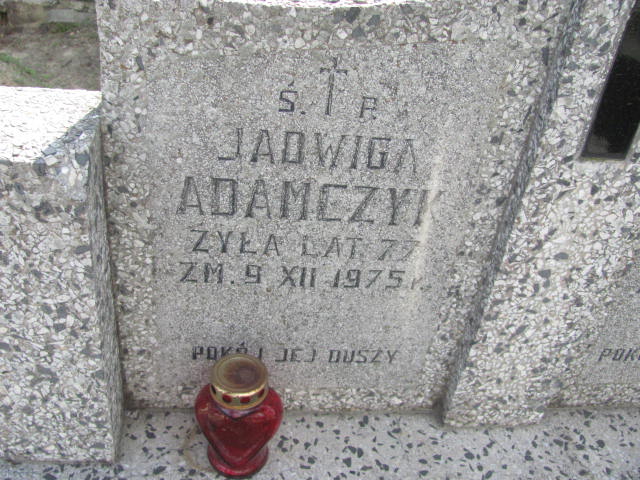 Ś. P.
JADWIGA
ADAMCZYK
ŻYŁA LAT 77
ZM. 9 XII 1975 r.
POKÓJ JEJ DUSZY